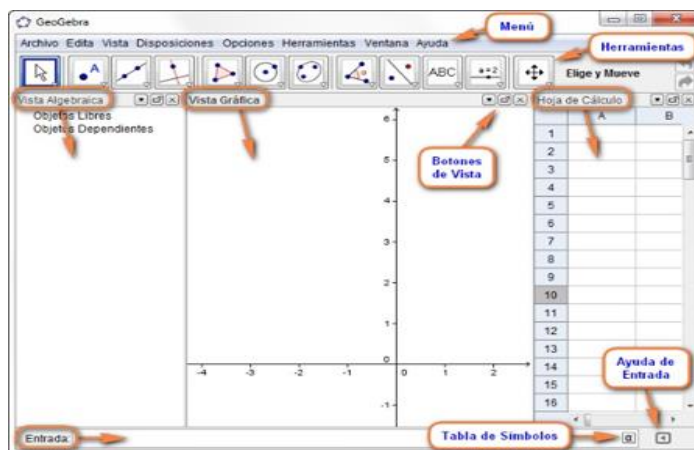 GeoGebra
Menú
Archivo Edita Vista Disposiciones Opciones Herramientas Ventana Ayuda
Herramientas
A
ABC
a=2
Elige y Mueve
Vista Algebraica
Vista Gráfica
Hoja de Cálculo
Objetos Libres
Objetos Dependientes
Botones
de Vista
A B
1
2
3
4
5
6
7
8
9
10
11
12
13
14
15
16
6
5
4
3
2
1
0
-1
-4 -3 -2 -1 0 1 2
Ayuda de
Entrada
Entrada:
Tabla de Símbolos
α